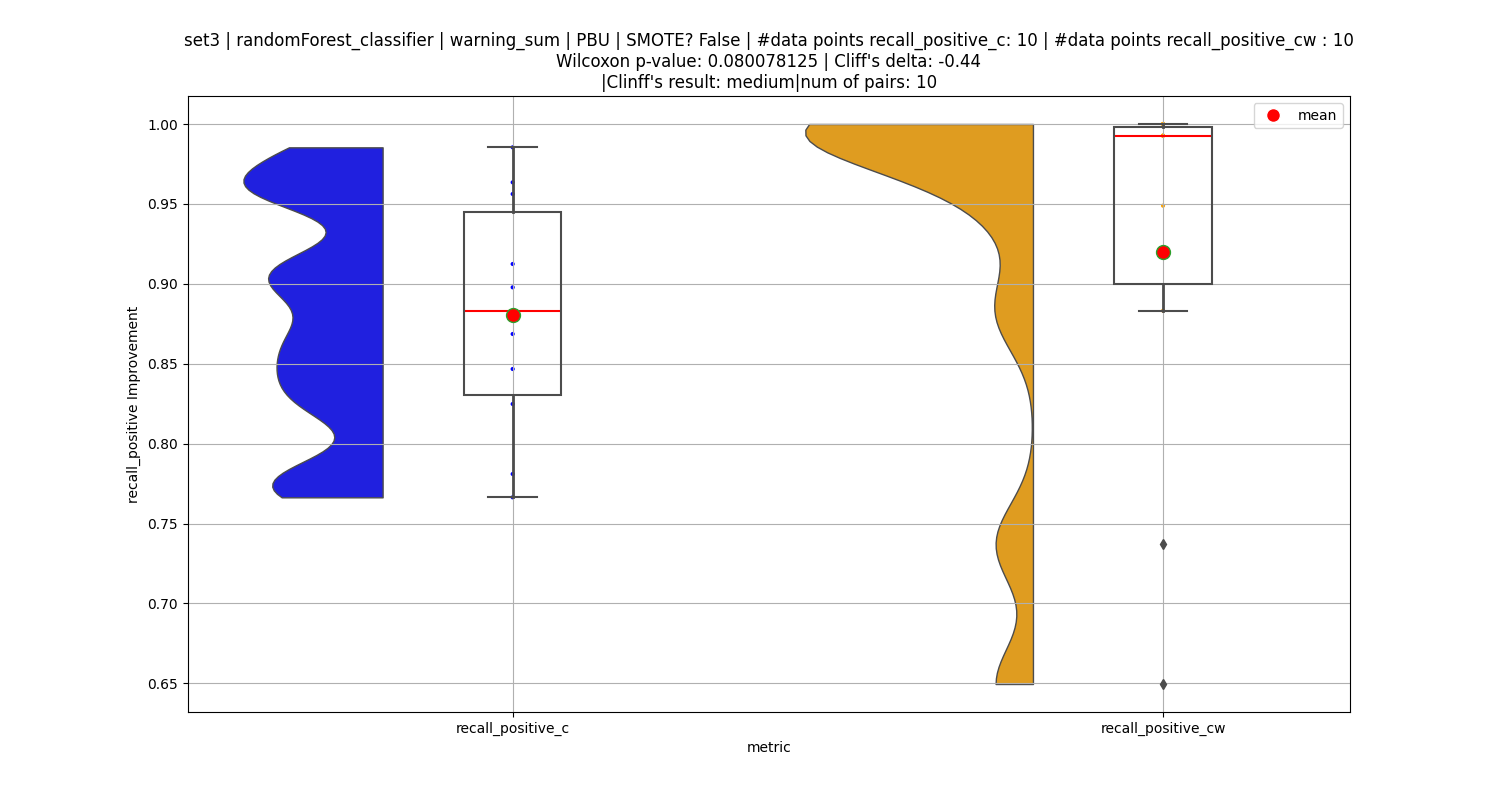 set3 | randomForest_classifier | warning_sum | PBU | SMOTE? False | #data points recall_positive_c: 10 | #data points recall_positive_cw : 10
Wilcoxon p-value: 0.080078125 | Cliff's delta: -0.44
|Clinff's result: medium|num of pairs: 10
mean
1.00
0.95
0.90
0.85
0.80
0.75
0.70
0.65
recall_positive Improvement
recall_positive_c
recall_positive_cw
metric